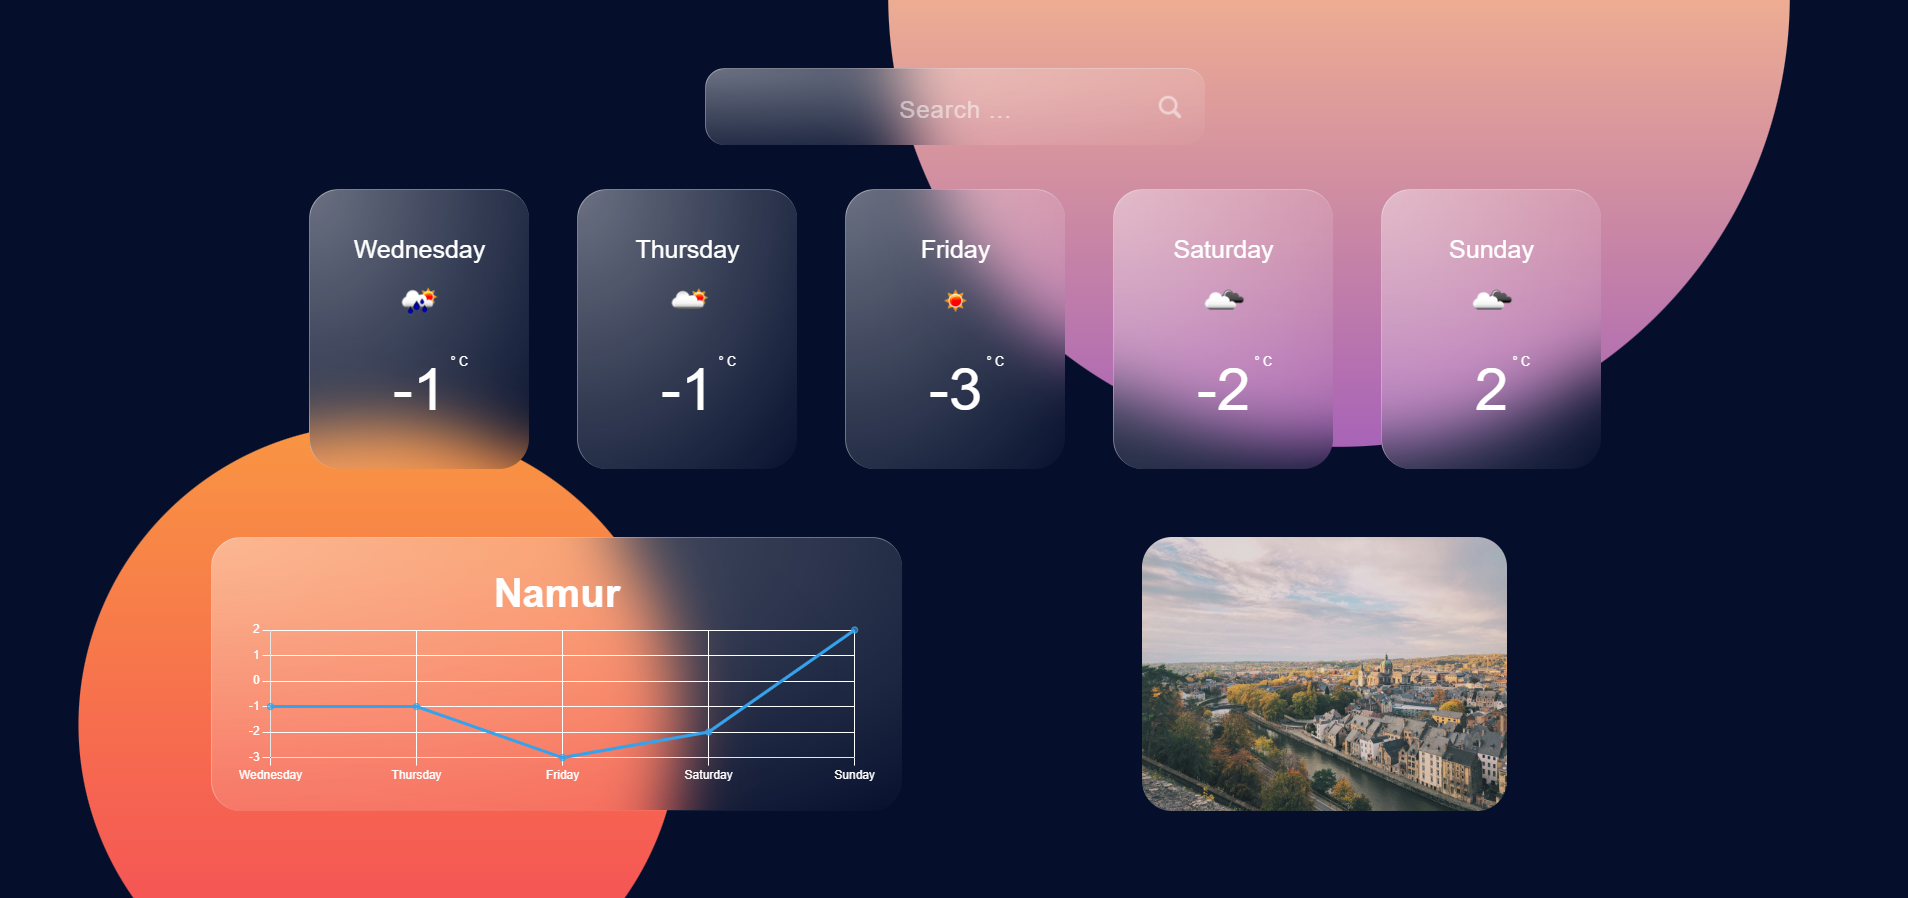 Search ...
Wednesday
Thursday
Friday
Saturday
Sunday
-1 °C
-1 °C
-3 °C
-2 °C
2 °C
Namur
2
1
0
-1
-2
-3
Wednesday Thursday Friday Saturday Sunday